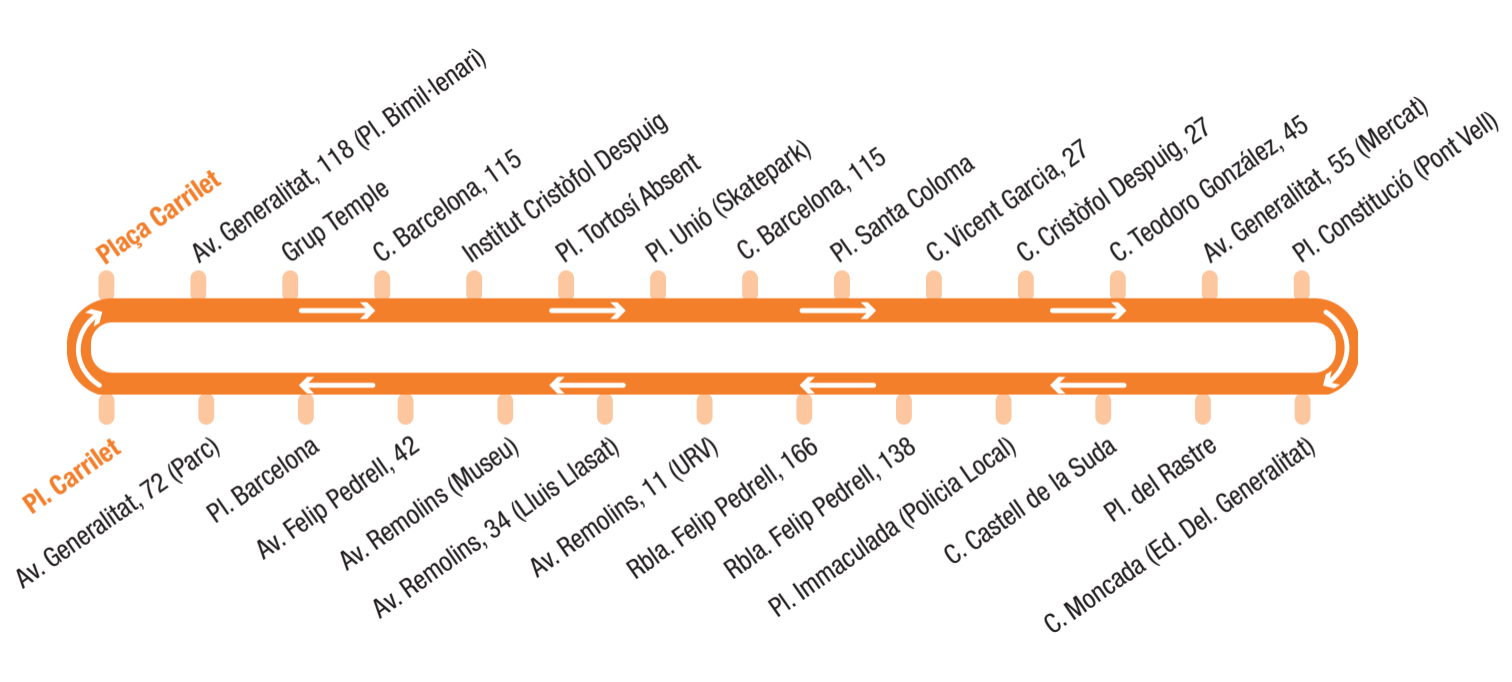 Plaça Carrilet
Av. Generalitat, 118 (Pl. Bimil·lenari)
Grup Temple
C. Barcelona, 115
Institut Cristòfol Despuig
Pl. Tortosí Absent
Pl. Unió (Skatepark)
C. Barcelona, 115
Pl. Santa Coloma
C. Vicent Garcia, 27
C. Cristòfol Despuig, 27
C. Teodoro González, 45
Av. Generalitat, 55 (Mercat)
Pl. Constitució (Pont Vell)
Pl. Carrilet
Av. Generalitat, 72 (Parc)
Pl. Barcelona
Av. Felip Pedrell, 42
Av. Remolins (Museu)
Av. Remolins, 34 (Lluis Llasat)
Av. Remolins, 11 (URV)
Rbla. Felip Pedrell, 166
Rbla. Felip Pedrell, 138
Pl. Immaculada (Policia Local)
C. Castell de la Suda
Pl. del Rastre
C. Moncada (Ed. Del. Generalitat)